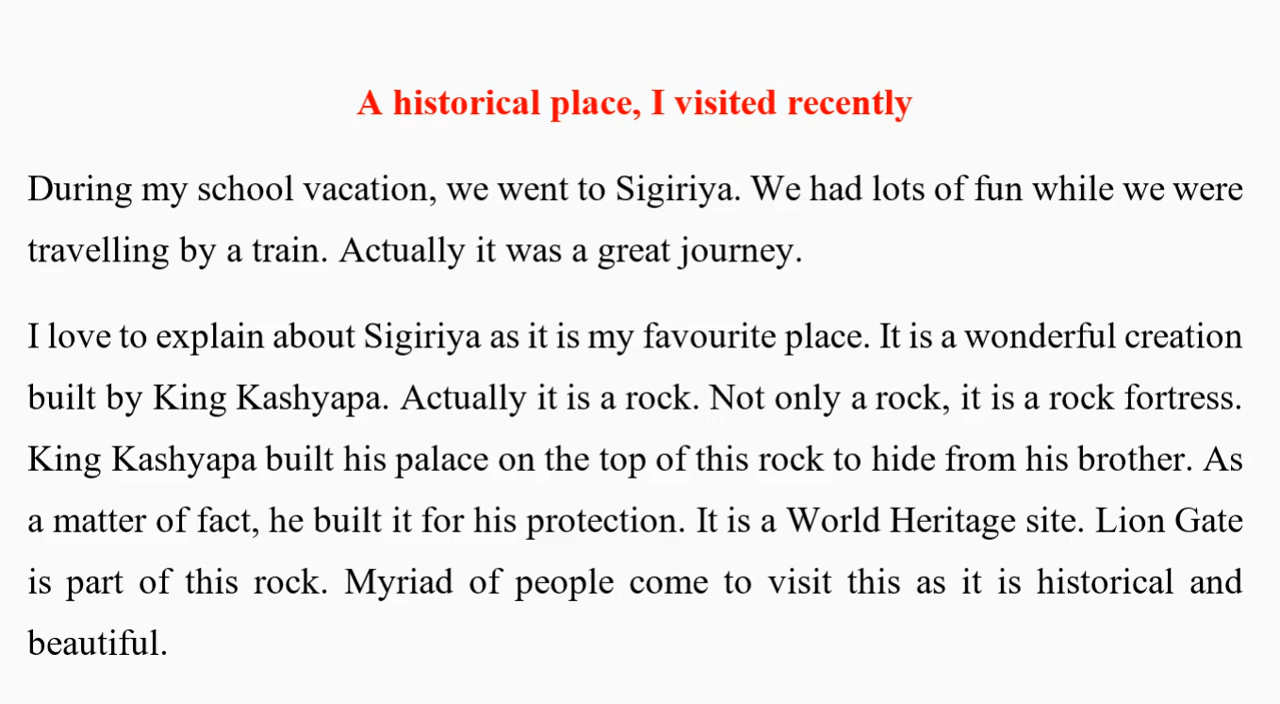 A historical place, I visited recently
During my school vacation, we went to Sigiriya. We had lots of fun while we were
travelling by a train. Actually it was a great journey.
I love to explain about Sigiriya as it is my favourite place. It is a wonderful creation
built by King Kashyapa. Actually it is a rock. Not only a rock, it is a rock fortress.
King Kashyapa built his palace on the top of this rock to hide from his brother. As
a matter of fact, he built it for his protection. It is a World Heritage site. Lion Gate
is part of this rock. Myriad of people come to visit this as it is historical and
beautiful.